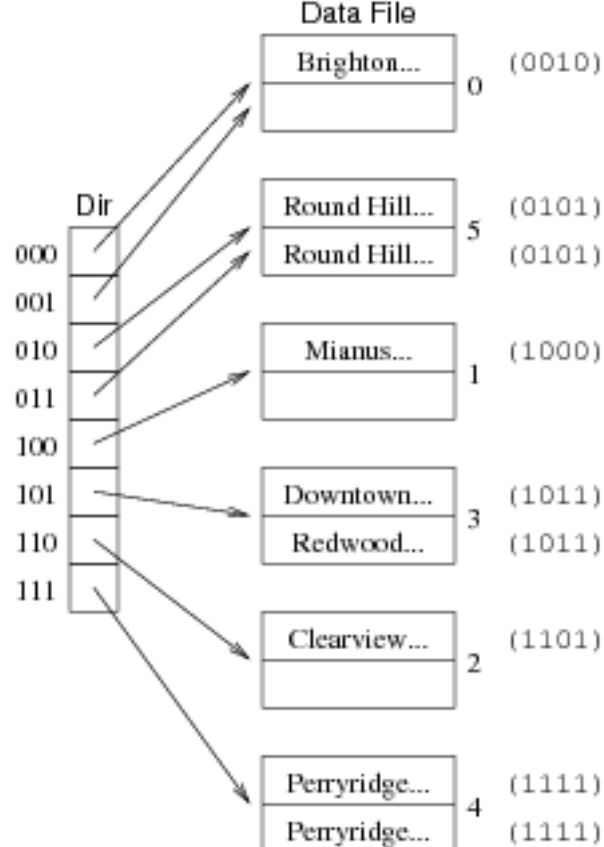 Data File
Brighton... (0010)
0
Dir
Round Hill... (0101)
5
Round Hill... (0101)
000
001
010
011
100
101
110
111
Mianus... (1000)
1
Downtown... (1011)
3
Redwood... (1011)
Clearview... (1101)
2
Perryridge... (1111)
4
Perryridge... (1111)